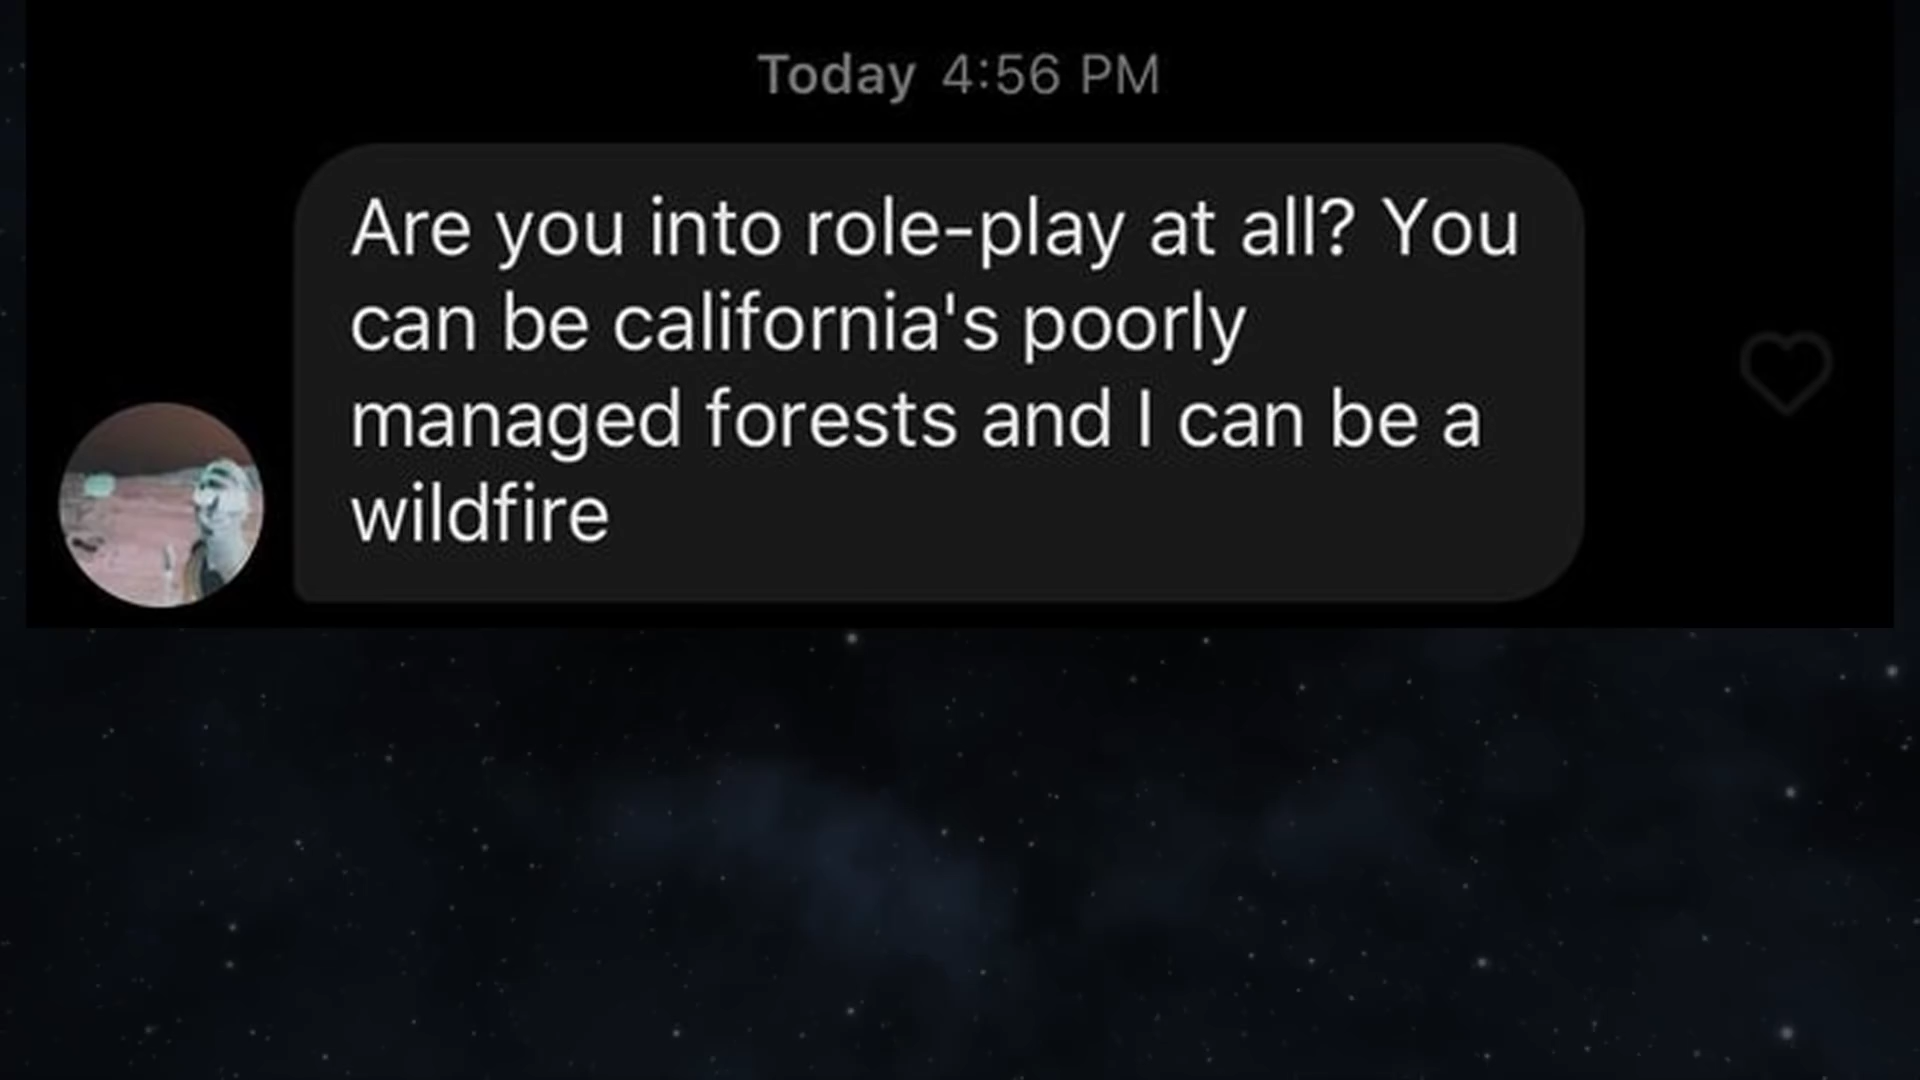 Today 4:56 PM
Are you into role-play at all? You
can be california's poorly
managed forests and I can be a
wildfire